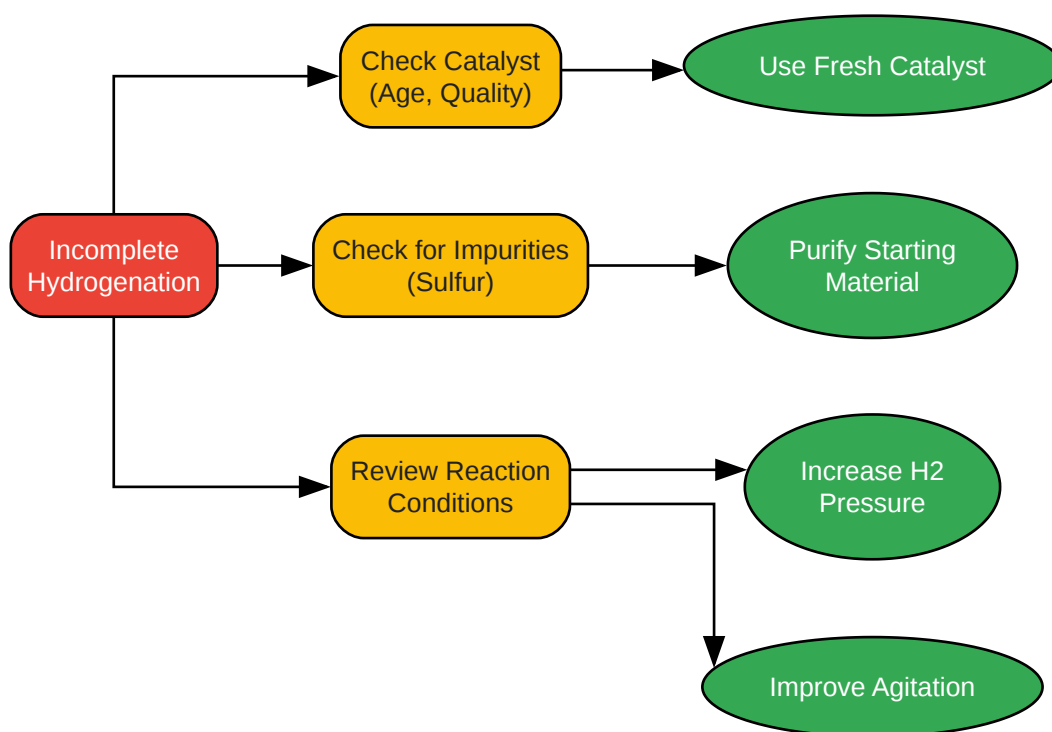 Check Catalyst
(Age, Quality)
Use Fresh Catalyst
Incomplete
Hydrogenation
Check for Impurities
(Sulfur)
Purify Starting
Material
Review Reaction
Conditions
Increase H2
Pressure
Improve Agitation